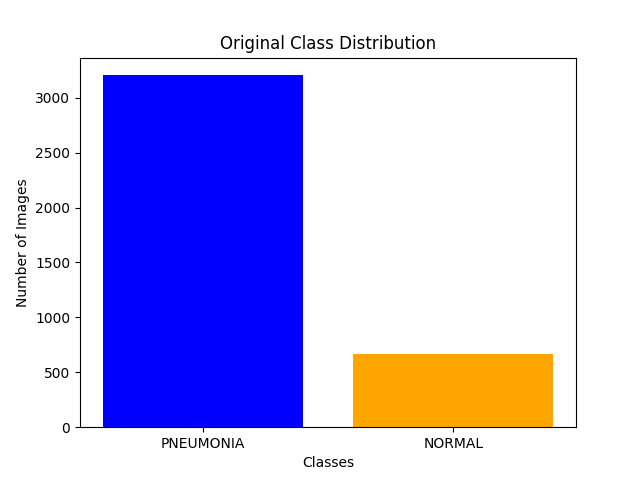 Original Class Distribution
Number of Images
3000
2500
2000
1500
1000
500
0
PNEUMONIA
NORMAL
Classes